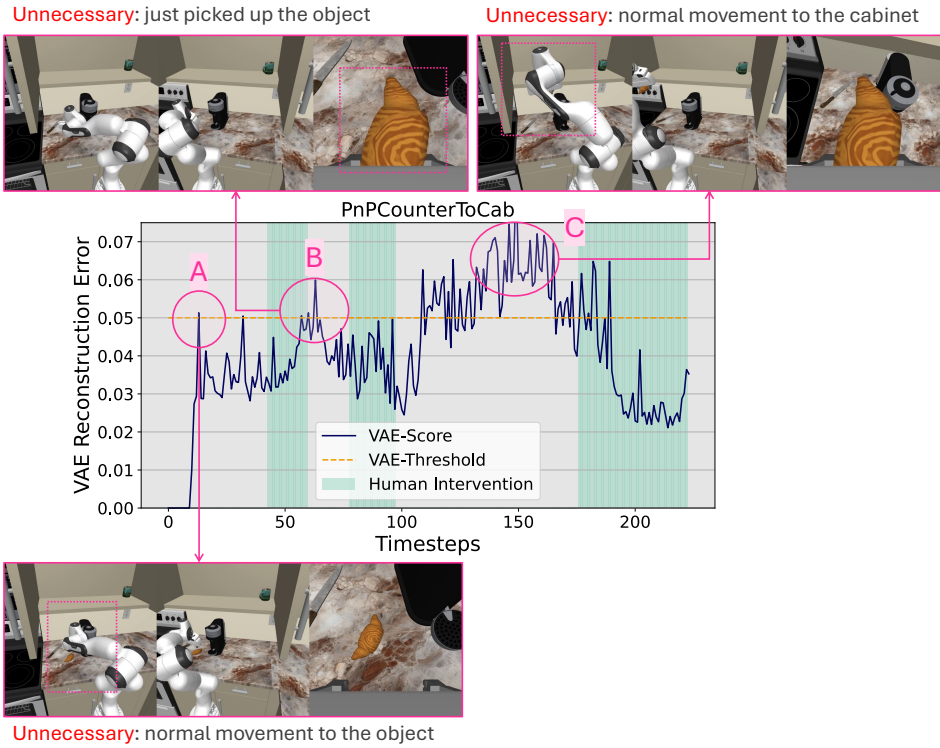 Unnecessary: just picked up the object
Unnecessary: normal movement to the cabinet
PnPCounterToCab
VAE Reconstruction Error
0.07
0.06
0.05
0.04
0.03
0.02
0.01
0.00
A
B
C
VAE-Score
VAE-Threshold
Human Intervention
0
50
100
150
200
Timesteps
Unnecessary: normal movement to the object